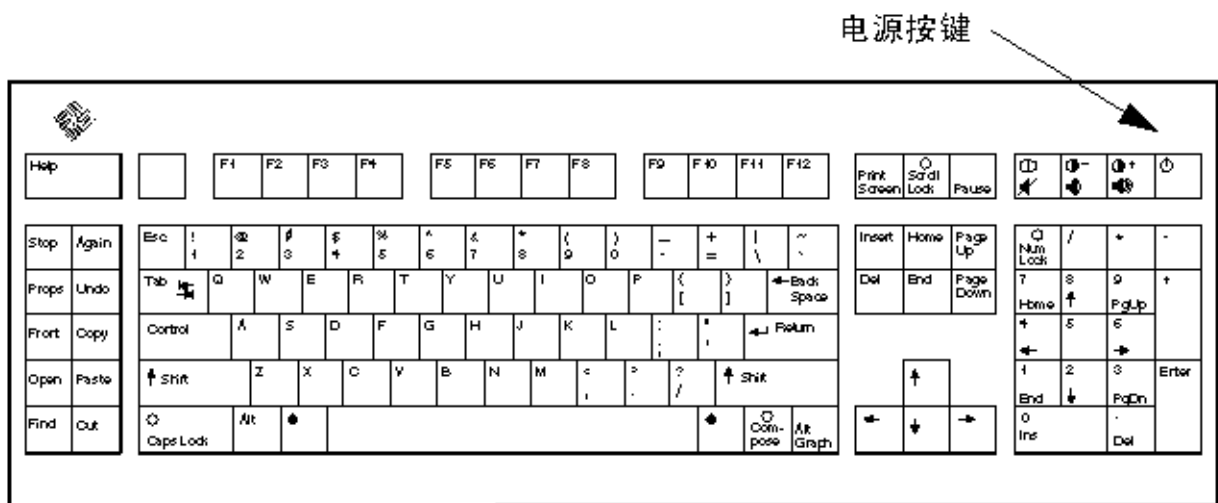 电源按键
Help
F1 F2 F3 F4 F5 F6 F7 F8 F9 F10 F11 F12
Print Screen
Scroll Lock
Pause
Stop Again
Esc ! 1 @ 2 # 3 $ 4 % 5 ^ 6 & 7 * 8 ( 9 ) 0 _ - + = | \ ~ `
Insert Home Page Up
Num Lock / * -
Props Undo
Tab Q W E R T Y U I O P { [ } ] Back Space
Del End Page Down
7 Home 8 9 PgUp +
Front Copy
Control A S D F G H J K L : ; " ' Return
4 5 6
Open Paste
Shift Z X C V B N M < , > . ? / Shift
1 End 2 3 PgDn Enter
Find Cut
Caps Lock Alt Compose Alt Graph
0 Ins . Del